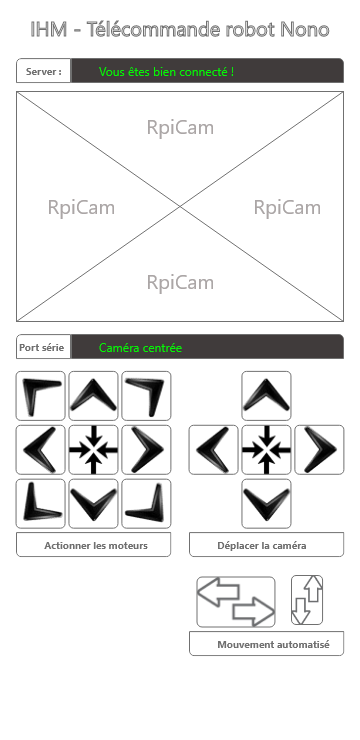 IHM - Télécommande robot Nono
Server :
Vous êtes bien connecté !
RpiCam
RpiCam
RpiCam
RpiCam
Port série
Caméra centrée
Actionner les moteurs
Déplacer la caméra
Mouvement automatisé